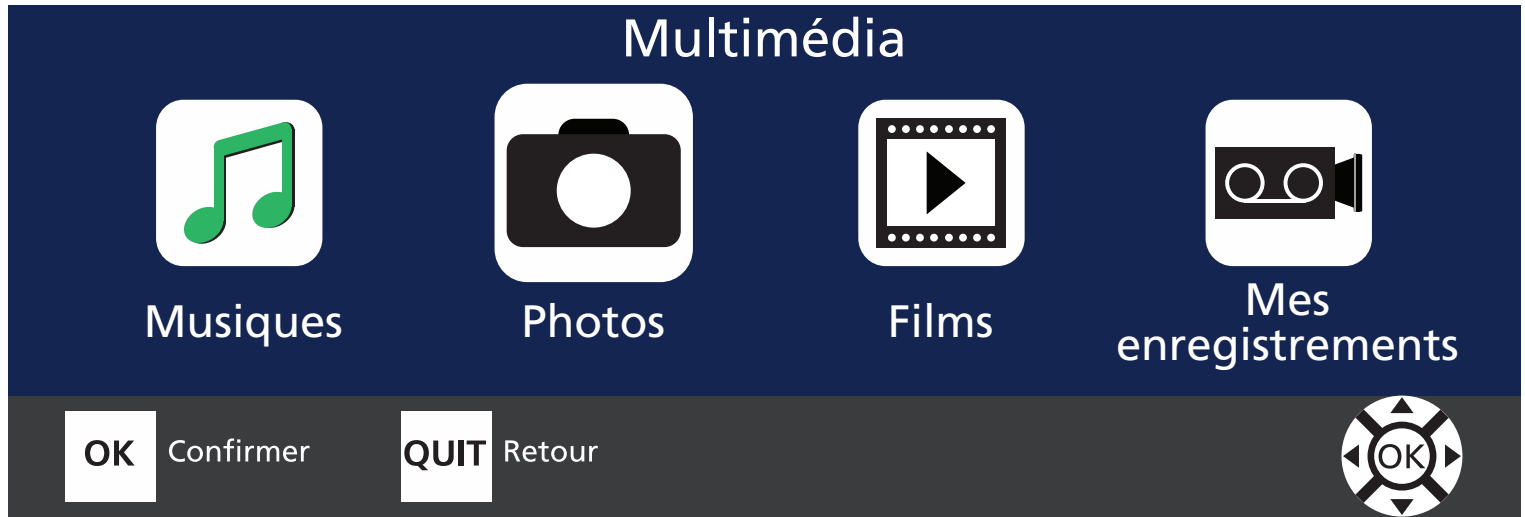 Multimédia
Musiques
Photos
Films
Mes
enregistrements
OK Confirmer
QUIT Retour
OK